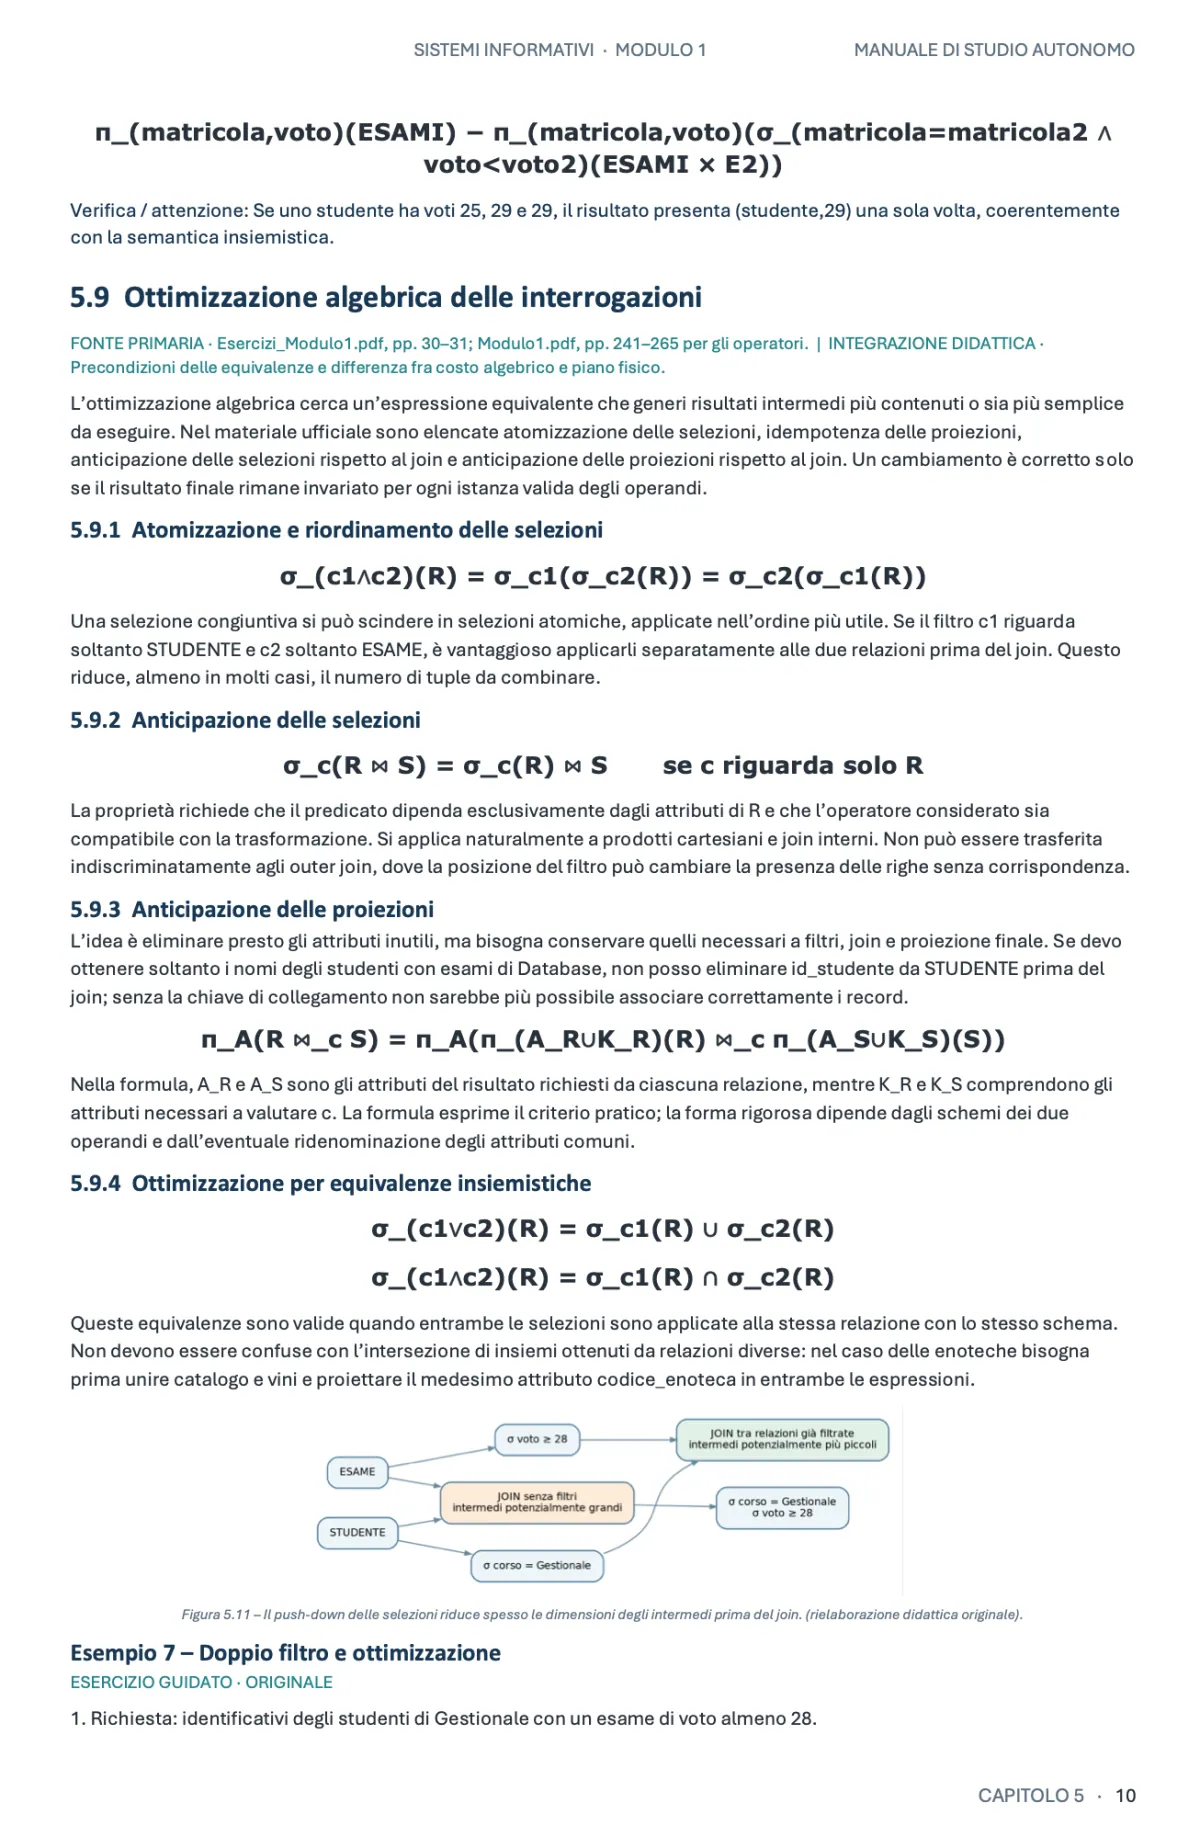 SISTEMI INFORMATIVI · MODULO 1 MANUALE DI STUDIO AUTONOMO
π_(matricola,voto)(ESAMI) − π_(matricola,voto)(σ_(matricola=matricola2 ∧
voto<voto2)(ESAMI × E2))
Verifica / attenzione: Se uno studente ha voti 25, 29 e 29, il risultato presenta (studente,29) una sola volta, coerentemente
con la semantica insiemistica.
5.9 Ottimizzazione algebrica delle interrogazioni
FONTE PRIMARIA · Esercizi_Modulo1.pdf, pp. 30–31; Modulo1.pdf, pp. 241–265 per gli operatori. | INTEGRAZIONE DIDATTICA ·
Precondizioni delle equivalenze e differenza fra costo algebrico e piano fisico.
L’ottimizzazione algebrica cerca un’espressione equivalente che generi risultati intermedi più contenuti o sia più semplice
da eseguire. Nel materiale ufficiale sono elencate atomizzazione delle selezioni, idempotenza delle proiezioni,
anticipazione delle selezioni rispetto al join e anticipazione delle proiezioni rispetto al join. Un cambiamento è corretto solo
se il risultato finale rimane invariato per ogni istanza valida degli operandi.
5.9.1 Atomizzazione e riordinamento delle selezioni
σ_(c1∧c2)(R) = σ_c1(σ_c2(R)) = σ_c2(σ_c1(R))
Una selezione congiuntiva si può scindere in selezioni atomiche, applicate nell’ordine più utile. Se il filtro c1 riguarda
soltanto STUDENTE e c2 soltanto ESAME, è vantaggioso applicarli separatamente alle due relazioni prima del join. Questo
riduce, almeno in molti casi, il numero di tuple da combinare.
5.9.2 Anticipazione delle selezioni
σ_c(R ⋈ S) = σ_c(R) ⋈ S se c riguarda solo R
La proprietà richiede che il predicato dipenda esclusivamente dagli attributi di R e che l’operatore considerato sia
compatibile con la trasformazione. Si applica naturalmente a prodotti cartesiani e join interni. Non può essere trasferita
indiscriminatamente agli outer join, dove la posizione del filtro può cambiare la presenza delle righe senza corrispondenza.
5.9.3 Anticipazione delle proiezioni
L’idea è eliminare presto gli attributi inutili, ma bisogna conservare quelli necessari a filtri, join e proiezione finale. Se devo
ottenere soltanto i nomi degli studenti con esami di Database, non posso eliminare id_studente da STUDENTE prima del
join; senza la chiave di collegamento non sarebbe più possibile associare correttamente i record.
π_A(R ⋈_c S) = π_A(π_(A_R∪K_R)(R) ⋈_c π_(A_S∪K_S)(S))
Nella formula, A_R e A_S sono gli attributi del risultato richiesti da ciascuna relazione, mentre K_R e K_S comprendono gli
attributi necessari a valutare c. La formula esprime il criterio pratico; la forma rigorosa dipende dagli schemi dei due
operandi e dall’eventuale ridenominazione degli attributi comuni.
5.9.4 Ottimizzazione per equivalenze insiemistiche
σ_(c1∨c2)(R) = σ_c1(R) ∪ σ_c2(R)
σ_(c1∧c2)(R) = σ_c1(R) ∩ σ_c2(R)
Queste equivalenze sono valide quando entrambe le selezioni sono applicate alla stessa relazione con lo stesso schema.
Non devono essere confuse con l’intersezione di insiemi ottenuti da relazioni diverse: nel caso delle enoteche bisogna
prima unire catalogo e vini e proiettare il medesimo attributo codice_enoteca in entrambe le espressioni.
ESAME
STUDENTE
σ voto ≥ 28
JOIN senza filtri
intermedi potenzialmente grandi
σ corso = Gestionale
JOIN tra relazioni già filtrate
intermedi potenzialmente più piccoli
σ corso = Gestionale
σ voto ≥ 28
Figura 5.11 – Il push-down delle selezioni riduce spesso le dimensioni degli intermedi prima del join. (rielaborazione didattica originale).
Esempio 7 – Doppio filtro e ottimizzazione
ESERCIZIO GUIDATO · ORIGINALE
1. Richiesta: identificativi degli studenti di Gestionale con un esame di voto almeno 28.
CAPITOLO 5 · 10